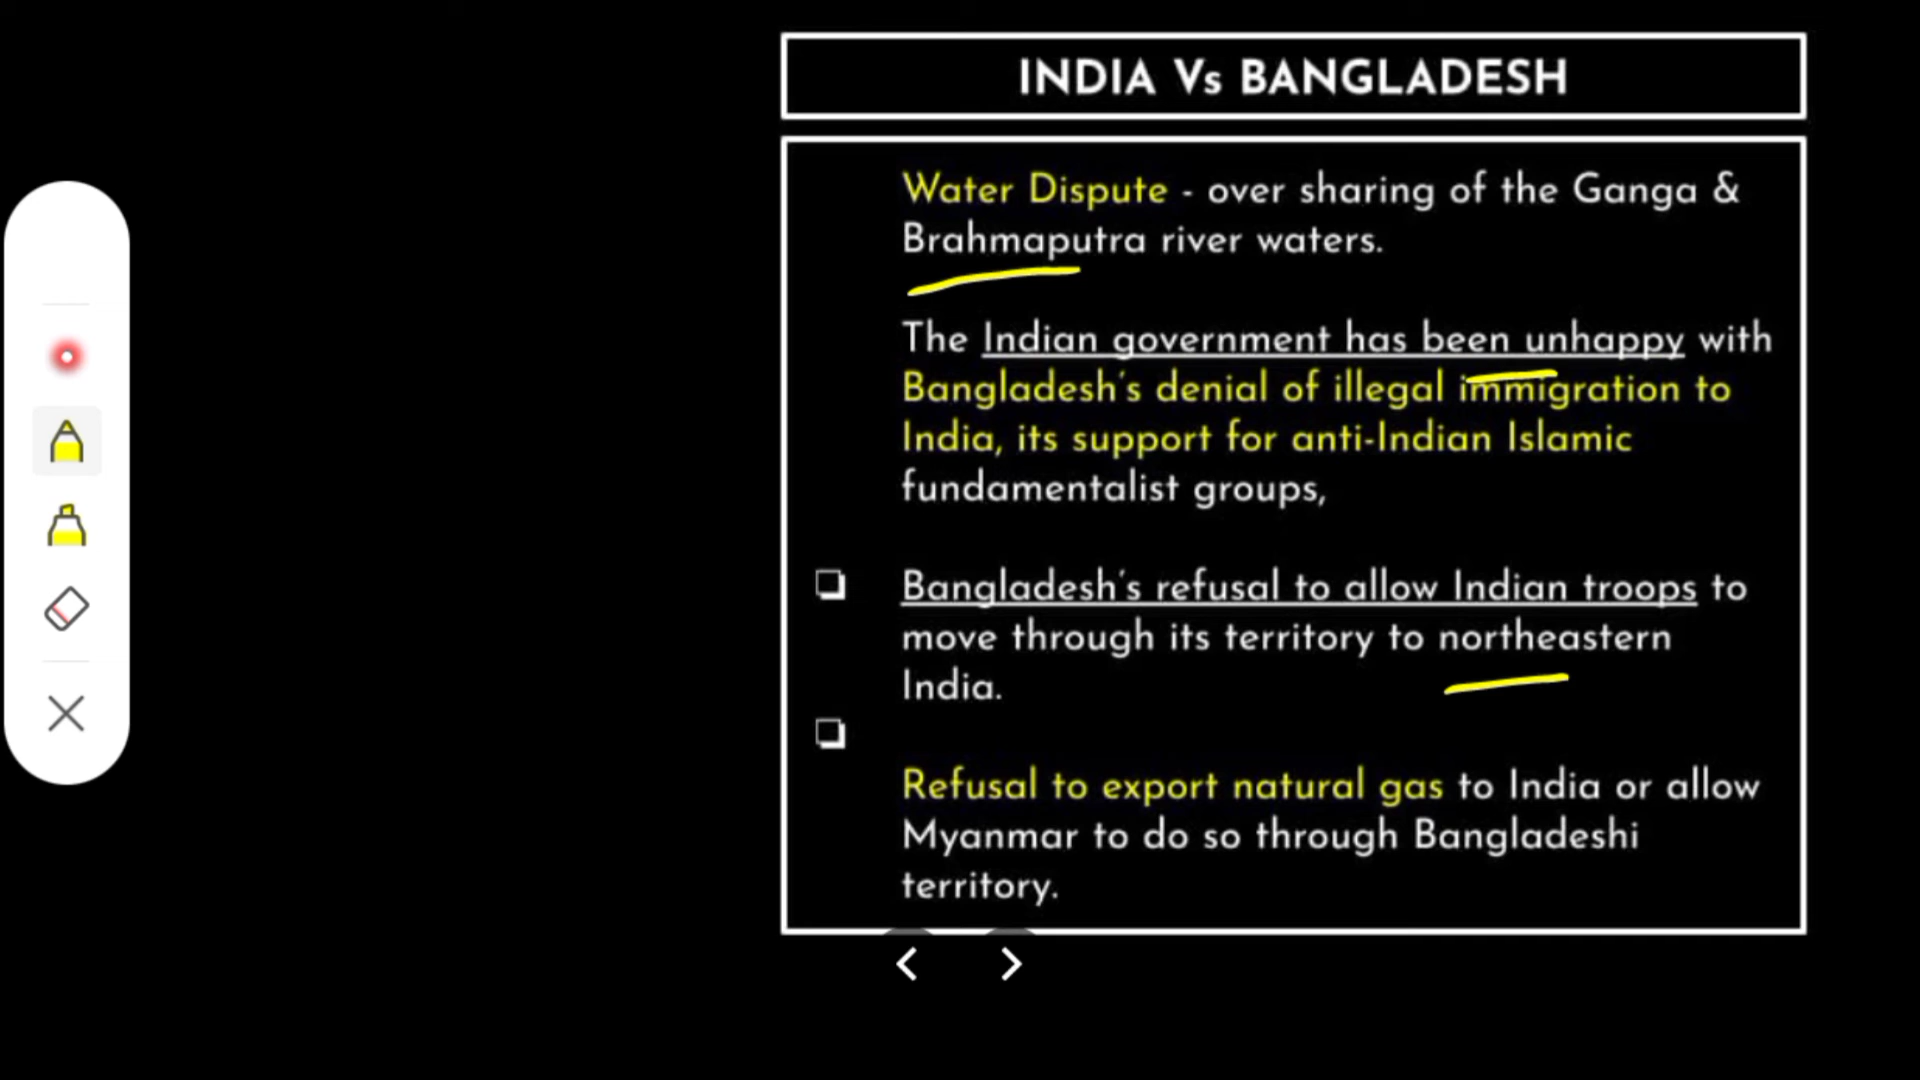 INDIA Vs BANGLADESH
Water Dispute - over sharing of the Ganga &
Brahmaputra river waters.
The Indian government has been unhappy with
Bangladesh's denial of illegal immigration to
India, its support for anti-Indian Islamic
fundamentalist groups,
❏ Bangladesh's refusal to allow Indian troops to
move through its territory to northeastern
India.
❏
Refusal to export natural gas to India or allow
Myanmar to do so through Bangladeshi
territory.